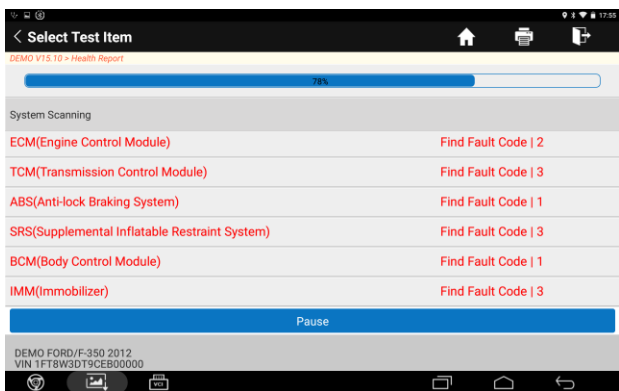 17:55
< Select Test Item
DEMO V15.10 > Health Report
78%
System Scanning
ECM(Engine Control Module) Find Fault Code | 2
TCM(Transmission Control Module) Find Fault Code | 3
ABS(Anti-lock Braking System) Find Fault Code | 1
SRS(Supplemental Inflatable Restraint System) Find Fault Code | 3
BCM(Body Control Module) Find Fault Code | 1
IMM(Immobilizer) Find Fault Code | 3
Pause
DEMO FORD/F-350 2012
VIN 1FT8W3DT9CEB00000
VCI